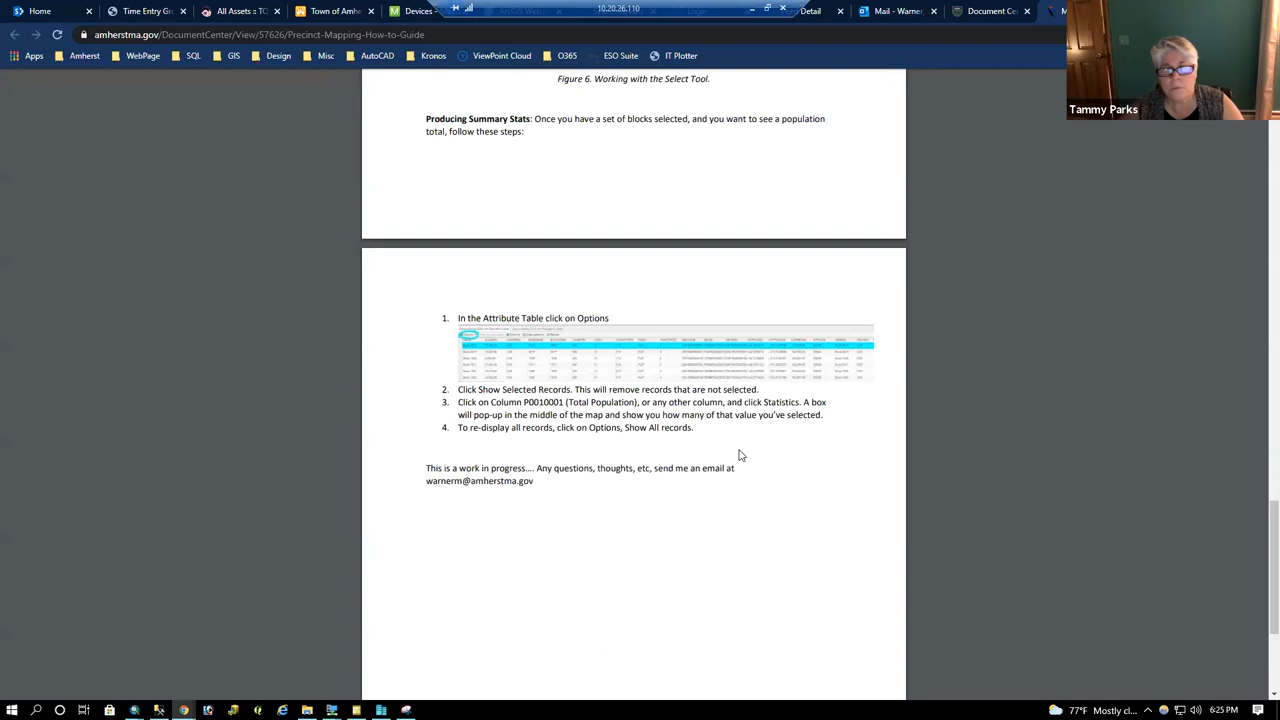 Home
Time Entry Gro
All Assets | TC
Town of Amhe
Devices -
10.20.26.110
Login
Detail
Mail - Warne
Document Ce
M
amherstma.gov/DocumentCenter/View/57626/Precinct-Mapping-How-to-Guide
Apps
Amherst
WebPage
SQL
GIS
Design
Misc
AutoCAD
Kronos
ViewPoint Cloud
O365
ESO Suite
IT Plotter
Tammy Parks
Figure 6. Working with the Select Tool.
Producing Summary Stats: Once you have a set of blocks selected, and you want to see a population
total, follow these steps:
1. In the Attribute Table click on Options
2. Click Show Selected Records. This will remove records that are not selected.
3. Click on Column P0010001 (Total Population), or any other column, and click Statistics. A box
will pop-up in the middle of the map and show you how many of that value you've selected.
4. To re-display all records, click on Options, Show All records.
This is a work in progress.... Any questions, thoughts, etc, send me an email at
warnerm@amherstma.gov
77°F Mostly cl...
6:25 PM